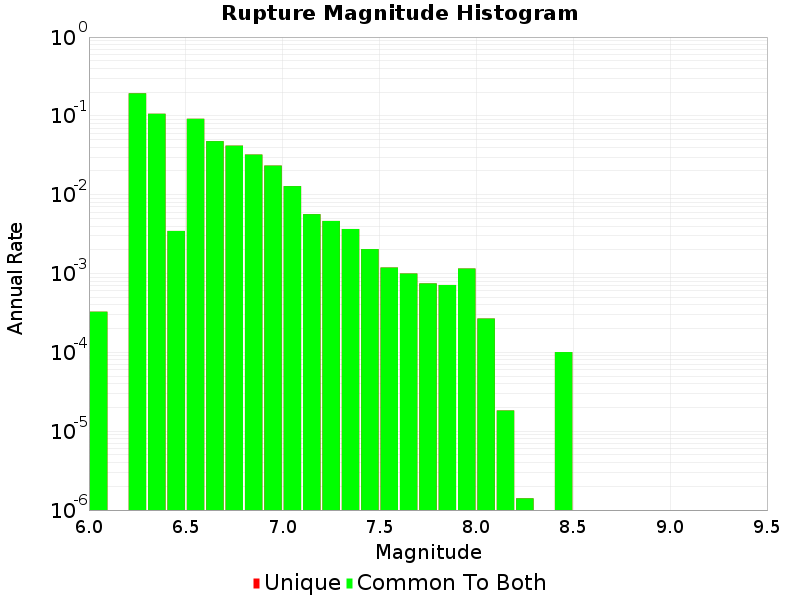 Rupture Magnitude Histogram
Annual Rate
10^0
10^-1
10^-2
10^-3
10^-4
10^-5
10^-6
6.0 6.5 7.0 7.5 8.0 8.5 9.0 9.5
Magnitude
Unique Common To Both